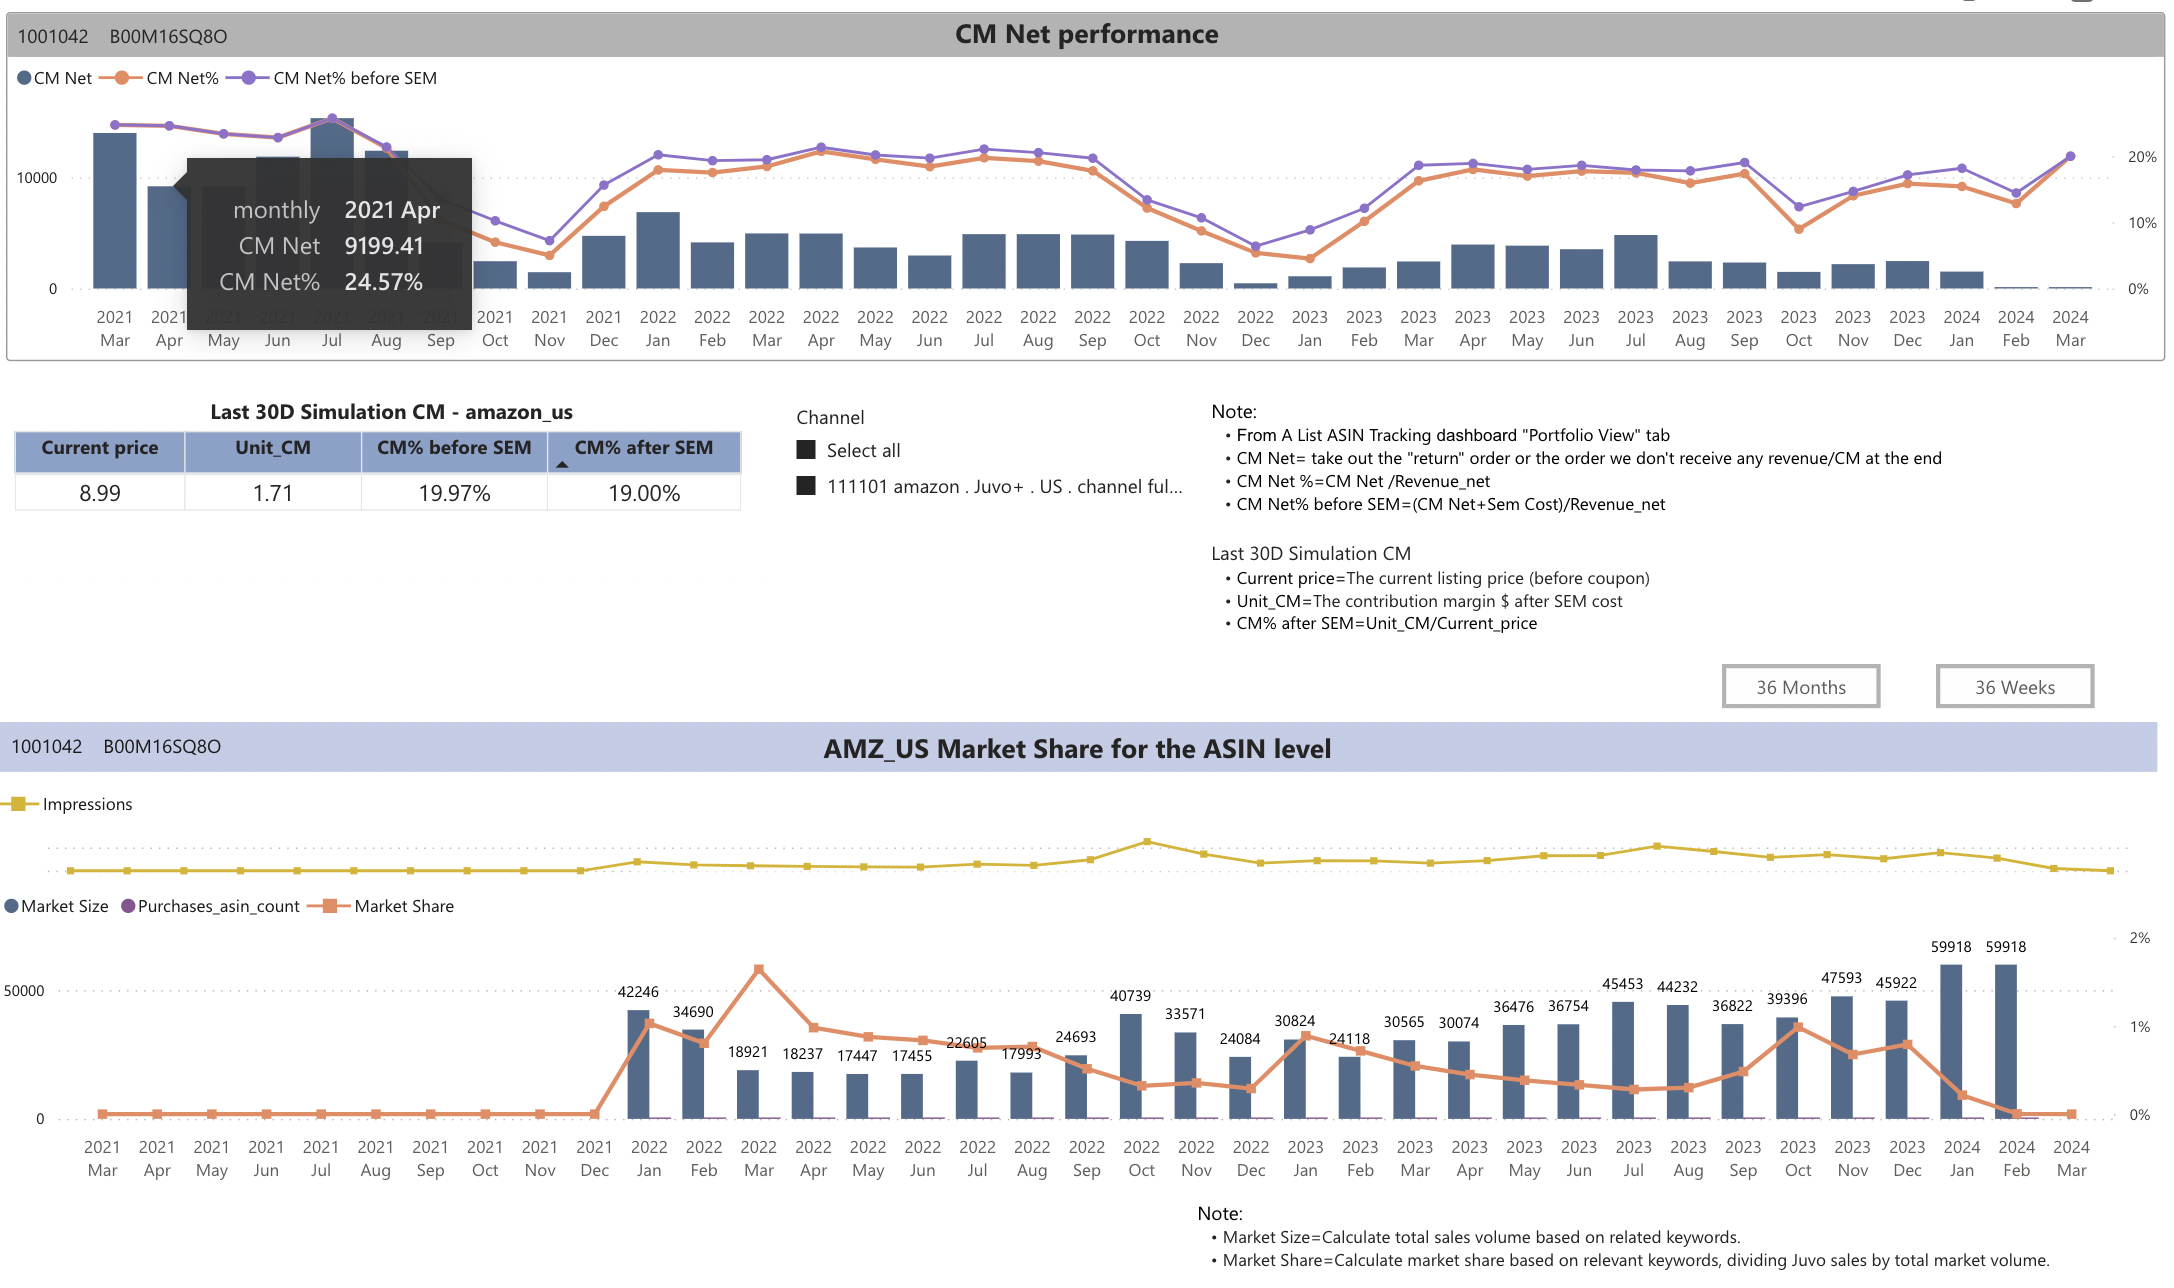 1001042 B00M16SQ8O CM Net performance
CM Net CM Net% CM Net% before SEM
10000
0
20%
10%
0%
monthly 2021 Apr
CM Net 9199.41
CM Net% 24.57%
2021 2021 2021 2021 2021 2021 2021 2021 2021 2021 2022 2022 2022 2022 2022 2022 2022 2022 2022 2022 2022 2022 2023 2023 2023 2023 2023 2023 2023 2023 2023 2023 2023 2023 2024 2024 2024
Mar Apr May Jun Jul Aug Sep Oct Nov Dec Jan Feb Mar Apr May Jun Jul Aug Sep Oct Nov Dec Jan Feb Mar Apr May Jun Jul Aug Sep Oct Nov Dec Jan Feb Mar
Last 30D Simulation CM - amazon_us
Current price Unit_CM CM% before SEM CM% after SEM
8.99 1.71 19.97% 19.00%
Channel
Select all
111101 amazon . Juvo+ . US . channel ful...
Note:
• From A List ASIN Tracking dashboard "Portfolio View" tab
• CM Net= take out the "return" order or the order we don't receive any revenue/CM at the end
• CM Net %=CM Net /Revenue_net
• CM Net% before SEM=(CM Net+Sem Cost)/Revenue_net
Last 30D Simulation CM
• Current price=The current listing price (before coupon)
• Unit_CM=The contribution margin $ after SEM cost
• CM% after SEM=Unit_CM/Current_price
36 Months 36 Weeks
1001042 B00M16SQ8O AMZ_US Market Share for the ASIN level
Impressions
Market Size Purchases_asin_count Market Share
50000
0
2%
1%
0%
42246 34690 18921 18237 17447 17455 22605 17993 24693 40739 33571 24084 30824 24118 30565 30074 36476 36754 45453 44232 36822 39396 47593 45922 59918 59918
2021 2021 2021 2021 2021 2021 2021 2021 2021 2021 2022 2022 2022 2022 2022 2022 2022 2022 2022 2022 2022 2022 2023 2023 2023 2023 2023 2023 2023 2023 2023 2023 2023 2023 2024 2024 2024
Mar Apr May Jun Jul Aug Sep Oct Nov Dec Jan Feb Mar Apr May Jun Jul Aug Sep Oct Nov Dec Jan Feb Mar Apr May Jun Jul Aug Sep Oct Nov Dec Jan Feb Mar
Note:
• Market Size=Calculate total sales volume based on related keywords.
• Market Share=Calculate market share based on relevant keywords, dividing Juvo sales by total market volume.